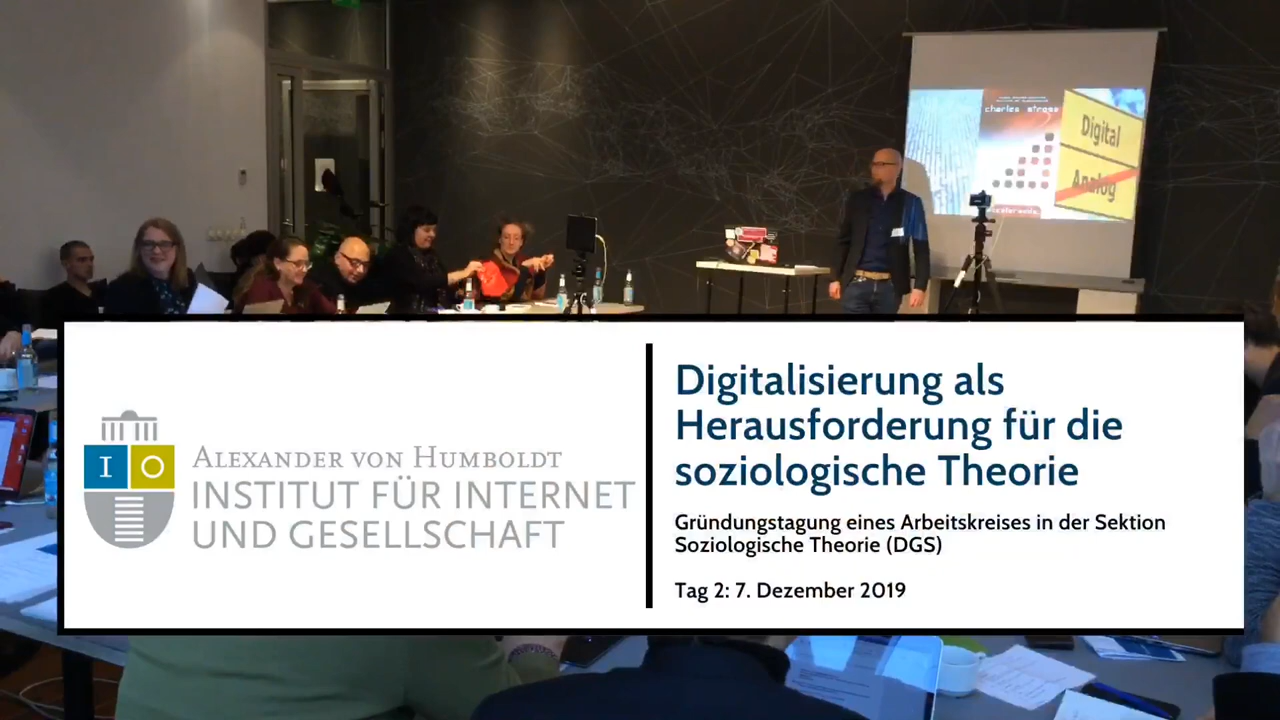 charles stross
Digital
Analog
IO
ALEXANDER VON HUMBOLDT
INSTITUT FÜR INTERNET
UND GESELLSCHAFT
Digitalisierung als
Herausforderung für die
soziologische Theorie
Gründungstagung eines Arbeitskreises in der Sektion
Soziologische Theorie (DGS)
Tag 2: 7. Dezember 2019